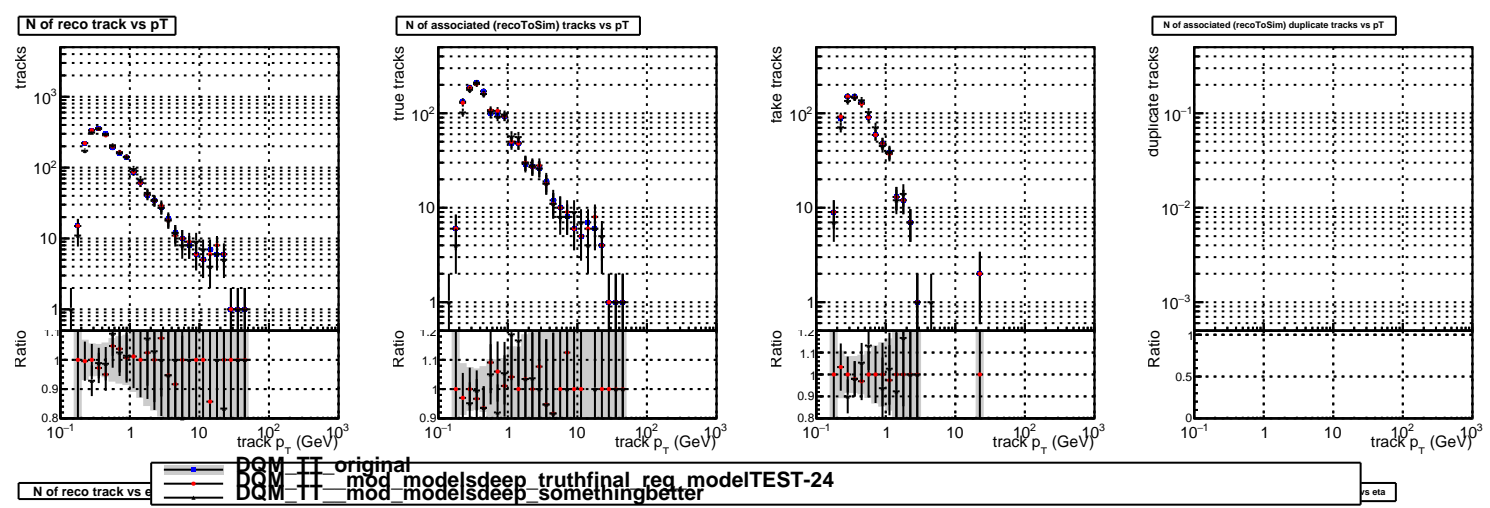 N of reco track vs pT
N of associated (recoToSim) tracks vs pT
N of associated (recoToSim) duplicate tracks vs pT
tracks
10³
10²
10
1
Ratio
1.1
1
0.9
0.8
10⁻¹ 1 10 10² 10³
track p_T (GeV)
true tracks
10²
10
1
Ratio
1.2
1.1
1
0.9
10⁻¹ 1 10 10² 10³
track p_T (GeV)
fake tracks
10²
10
1
Ratio
1.1
1
0.9
0.8
10⁻¹ 1 10 10² 10³
track p_T (GeV)
duplicate tracks
10⁻¹
10⁻²
10⁻³
Ratio
1
0.5
0
10⁻¹ 1 10 10² 10³
track p_T (GeV)
DQM_TT_original
DQM_TT__mod_modelsdeep_truthfinal_reg_modelTEST-24
DQM_TT__mod_modelsdeep_somethingbetter
N of reco track vs e
vs eta